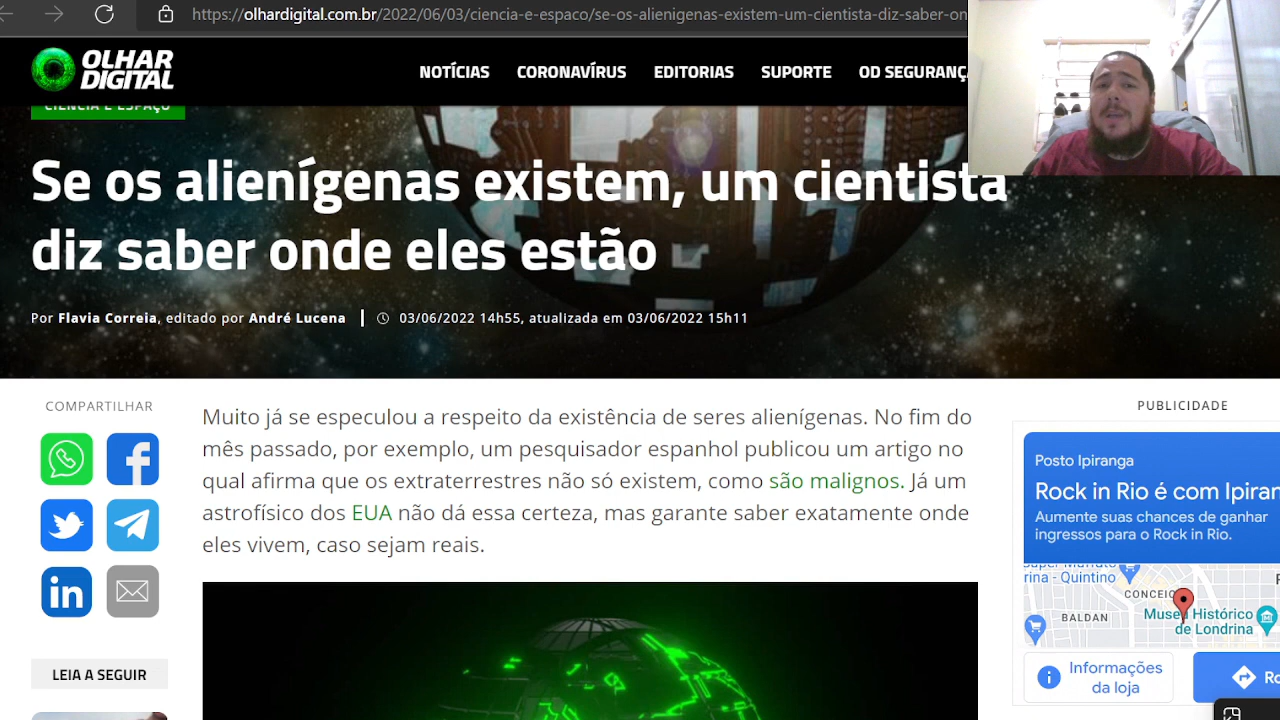 https://olhardigital.com.br/2022/06/03/ciencia-e-espaco/se-os-alienigenas-existem-um-cientista-diz-saber-on
OLHAR
DIGITAL
NOTÍCIAS CORONAVÍRUS EDITORIAS SUPORTE OD SEGURANÇA
CIÊNCIA E ESPAÇO
Se os alienígenas existem, um cientista
diz saber onde eles estão
Por Flavia Correia, editado por André Lucena | 03/06/2022 14h55, atualizada em 03/06/2022 15h11
COMPARTILHAR
Muito já se especulou a respeito da existência de seres alienígenas. No fim do
mês passado, por exemplo, um pesquisador espanhol publicou um artigo no
qual afirma que os extraterrestres não só existem, como são malignos. Já um
astrofísico dos EUA não dá essa certeza, mas garante saber exatamente onde
eles vivem, caso sejam reais.
LEIA A SEGUIR
PUBLICIDADE
Posto Ipiranga
Rock in Rio é com Ipiran
Aumente suas chances de ganhar
ingressos para o Rock in Rio.
rina - Quintino
CONCEIÇ
BALDAN
Museu Histórico
de Londrina
Informações
da loja
Ro